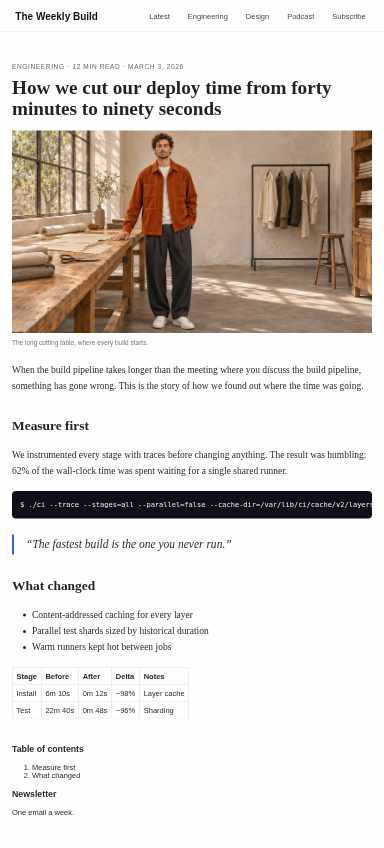 The Weekly Build
Latest Engineering Design Podcast Subscribe
ENGINEERING · 12 MIN READ · MARCH 3, 2026
How we cut our deploy time from forty
minutes to ninety seconds
The long cutting table, where every build starts.
When the build pipeline takes longer than the meeting where you discuss the build pipeline,
something has gone wrong. This is the story of how we found out where the time was going.
Measure first
We instrumented every stage with traces before changing anything. The result was humbling:
62% of the wall-clock time was spent waiting for a single shared runner.
$ ./ci --trace --stages=all --parallel=false --cache-dir=/var/lib/ci/cache/v2/layers
“The fastest build is the one you never run.”
What changed
• Content-addressed caching for every layer
• Parallel test shards sized by historical duration
• Warm runners kept hot between jobs
Stage Before After Delta Notes
Install 6m 10s 0m 12s −98% Layer cache
Test 22m 40s 0m 48s −96% Sharding
Table of contents
1. Measure first
2. What changed
Newsletter
One email a week.